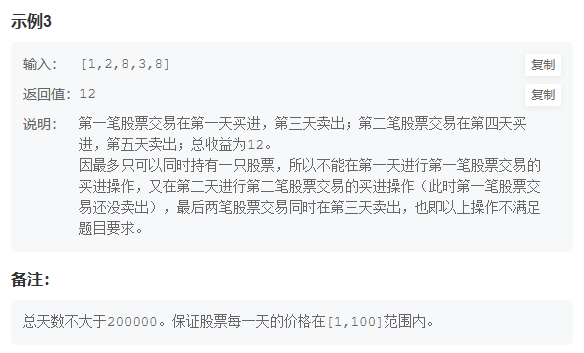 示例3
输入： [1,2,8,3,8]
复制
返回值：12
复制
说明： 第一笔股票交易在第一天买进，第三天卖出；第二笔股票交易在第四天买
进，第五天卖出；总收益为12。
因最多只可以同时持有一只股票，所以不能在第一天进行第一笔股票交易的
买进操作，又在第二天进行第二笔股票交易的买进操作（此时第一笔股票交
易还没卖出），最后两笔股票交易同时在第三天卖出，也即以上操作不满足
题目要求。
备注：
总天数不大于200000。保证股票每一天的价格在[1,100]范围内。